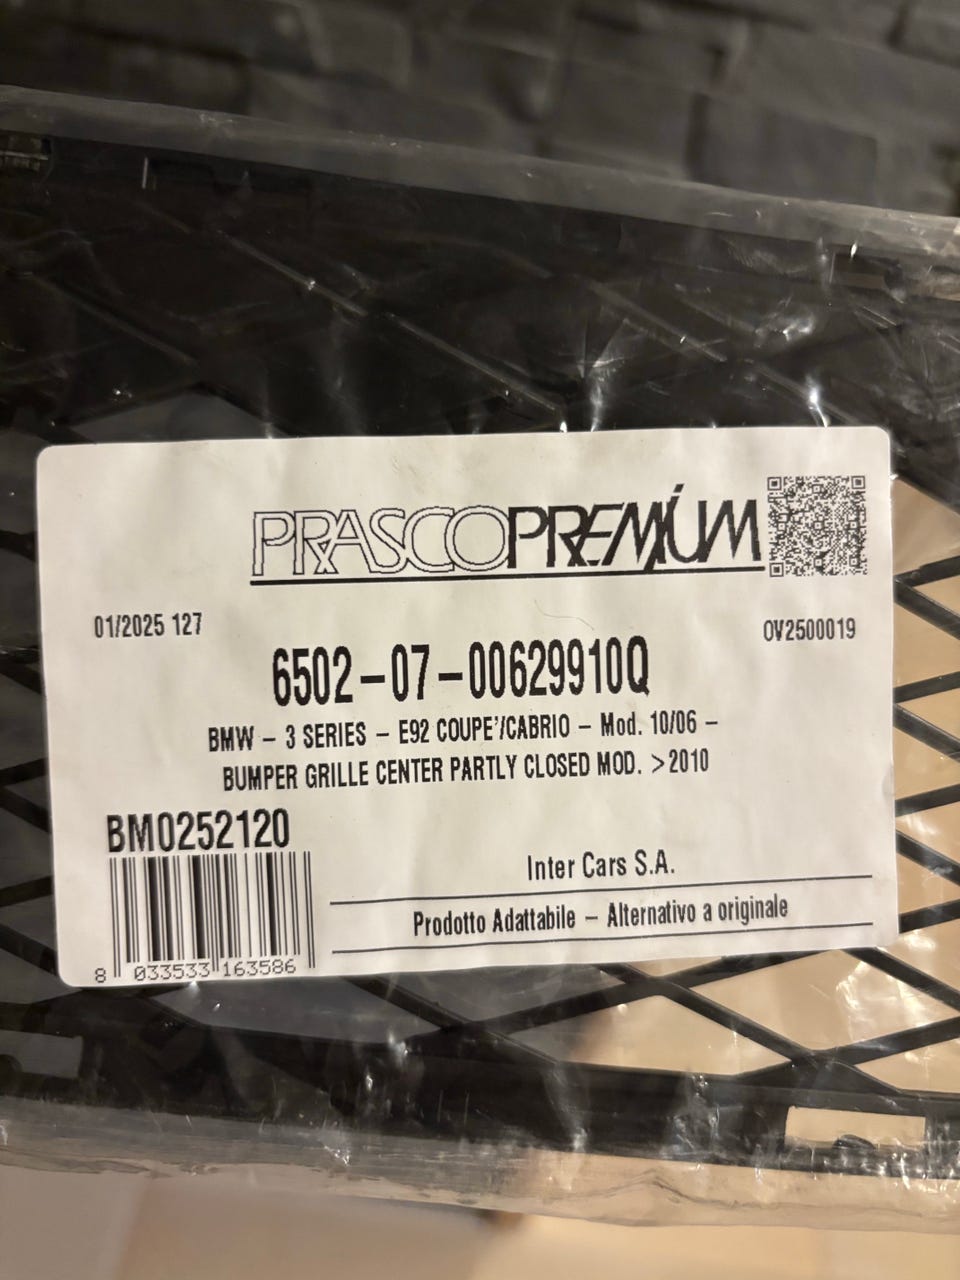 PRASCOPREMIUM
01/2025 127
OV2500019
6502-07-00629910Q
BMW - 3 SERIES - E92 COUPE'/CABRIO - Mod. 10/06 -
BUMPER GRILLE CENTER PARTLY CLOSED MOD. >2010
BM0252120
Inter Cars S.A.
Prodotto Adattabile - Alternativo a originale
8 033533 163586